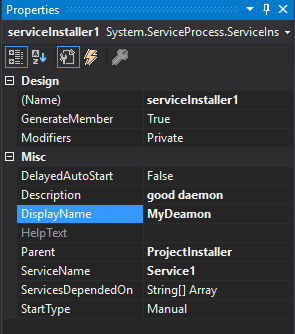 Properties
serviceInstaller1 System.ServiceProcess.ServiceIns
Design
(Name) serviceInstaller1
GenerateMember True
Modifiers Private
Misc
DelayedAutoStart False
Description good daemon
DisplayName MyDeamon
HelpText
Parent ProjectInstaller
ServiceName Service1
ServicesDependedOn String[] Array
StartType Manual